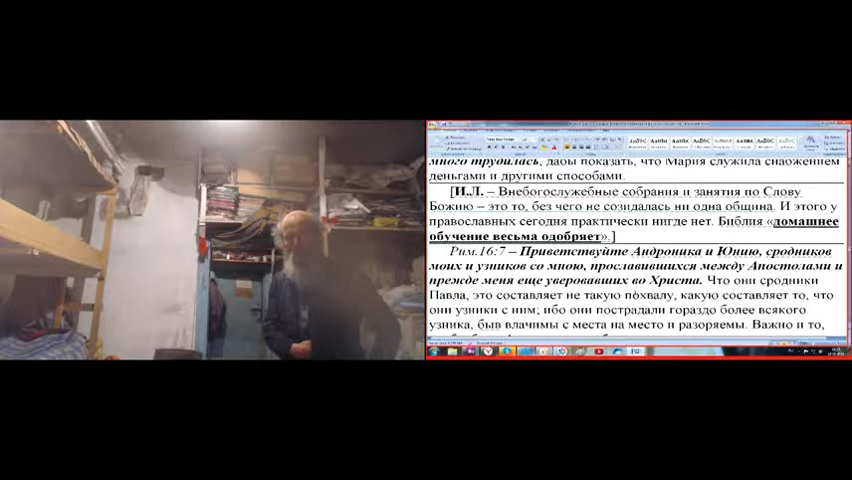 много трудилась, дабы показать, что Мария служила снабжением
деньгами и другими способами.
[И.Л. – Внебогослужебные собрания и занятия по Слову
Божию – это то, без чего не созидалась ни одна община. И этого у
православных сегодня практически нигде нет. Библия «домашнее
обучение весьма одобряет».]
Рим.16:7 – Приветствуйте Андроника и Юнию, сродников
моих и узников со мною, прославившихся между Апостолами и
прежде меня еще уверовавших во Христа. Что они сродники
Павла, это составляет не такую похвалу, какую составляет то, что
они узники с ним; ибо они пострадали гораздо более всякого
узника, быв влачимы с места на место и разоряемы. Важно и то,